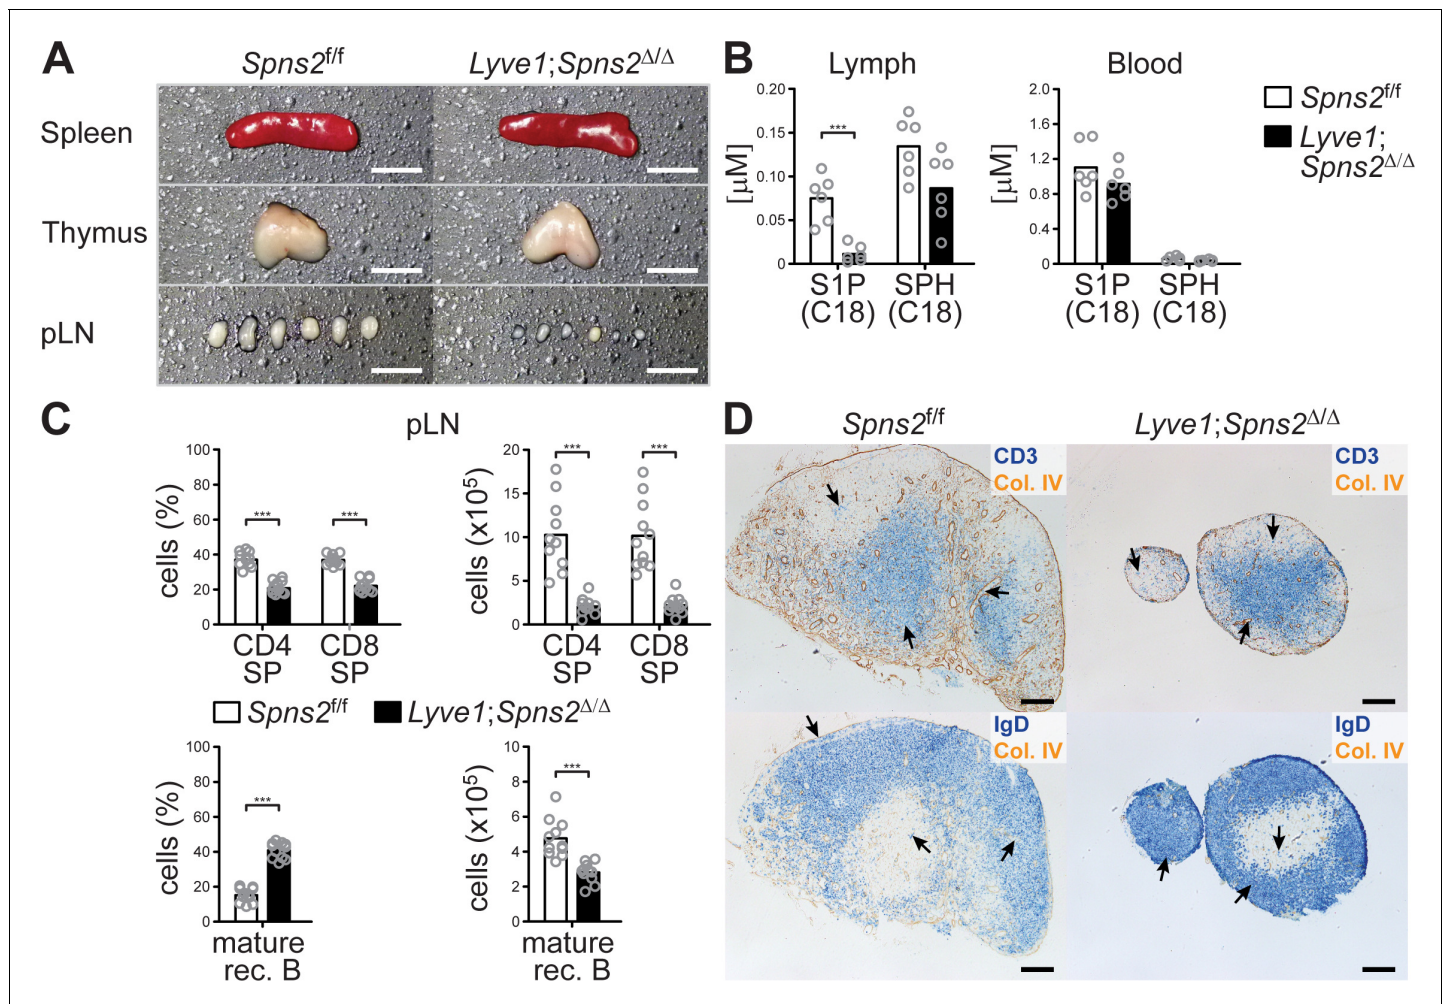 A
Spns2f/f
Lyve1;Spns2Δ/Δ
Spleen
Thymus
pLN
B
Lymph
Blood
Spns2f/f
Lyve1;
Spns2Δ/Δ
[μM]
0.20
0.15
0.10
0.05
0
***
S1P
(C18)
SPH
(C18)
[μM]
2.0
1.6
1.2
0.8
0.4
0
S1P
(C18)
SPH
(C18)
C
pLN
cells (%)
100
80
60
40
20
0
***
***
CD4
SP
CD8
SP
cells (x10⁵)
20
15
10
5
0
***
***
CD4
SP
CD8
SP
Spns2f/f
Lyve1;Spns2Δ/Δ
cells (%)
100
80
60
40
20
0
***
mature
rec. B
cells (x10⁵)
10
8
6
4
2
0
***
mature
rec. B
D
Spns2f/f
Lyve1;Spns2Δ/Δ
CD3
Col. IV
CD3
Col. IV
IgD
Col. IV
IgD
Col. IV